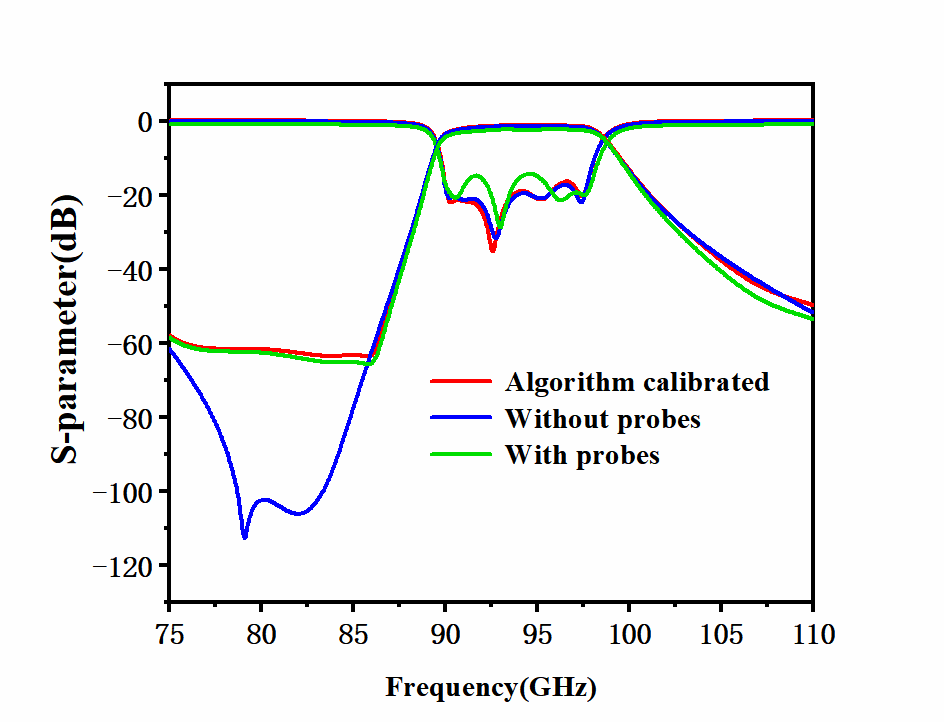 0
−20
−40
−60
−80
−100
−120
S-parameter(dB)
Algorithm calibrated
Without probes
With probes
75 80 85 90 95 100 105 110
Frequency(GHz)